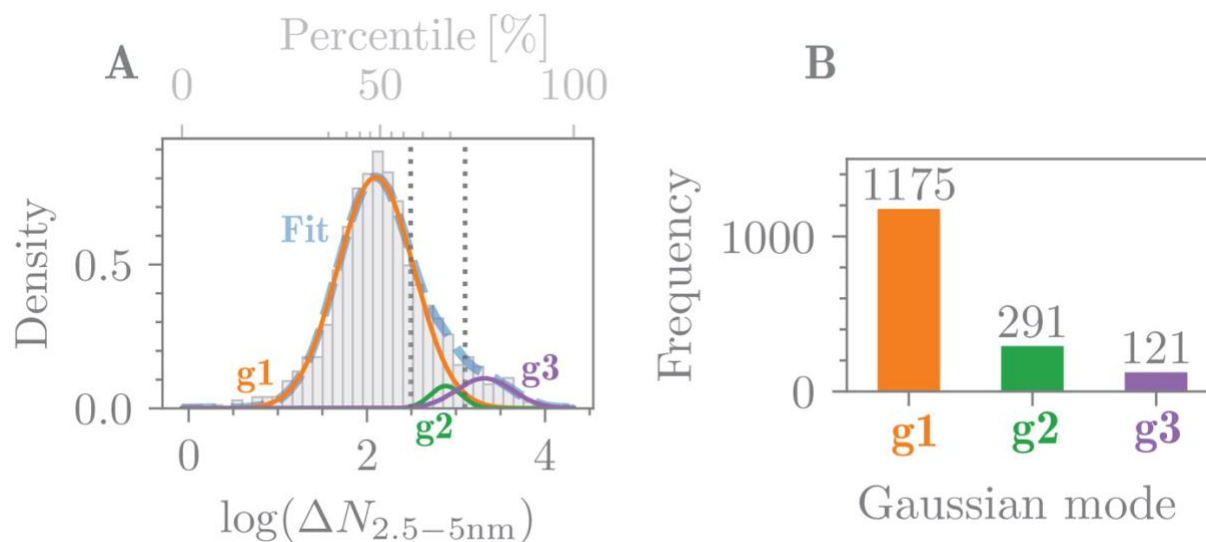 A
Percentile [%]
0 50 100
Density
0.5
0.0
Fit
g1
g2
g3
0 2 4
log(ΔN2.5−5nm)
B
Frequency
1000
0
1175
291
121
g1 g2 g3
Gaussian mode